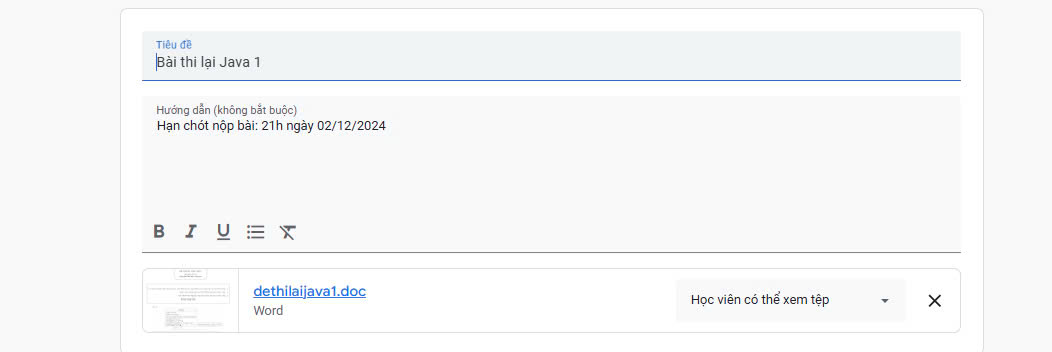 Tiêu đề
Bài thi lại Java 1
Hướng dẫn (không bắt buộc)
Hạn chót nộp bài: 21h ngày 02/12/2024
B I U
dethilaijava1.doc
Word
Học viên có thể xem tệp